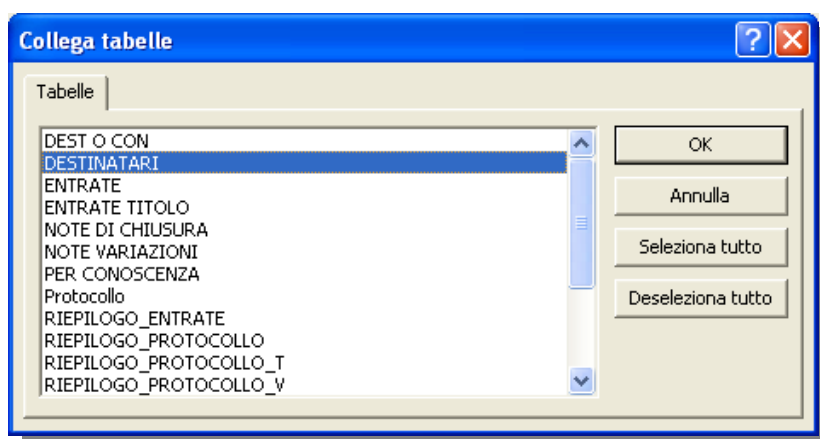 Collega tabelle
Tabelle
DEST O CON
DESTINATARI
ENTRATE
ENTRATE TITOLO
NOTE DI CHIUSURA
NOTE VARIAZIONI
PER CONOSCENZA
Protocollo
RIEPILOGO_ENTRATE
RIEPILOGO_PROTOCOLLO
RIEPILOGO_PROTOCOLLO_T
RIEPILOGO_PROTOCOLLO_V
OK
Annulla
Seleziona tutto
Deseleziona tutto